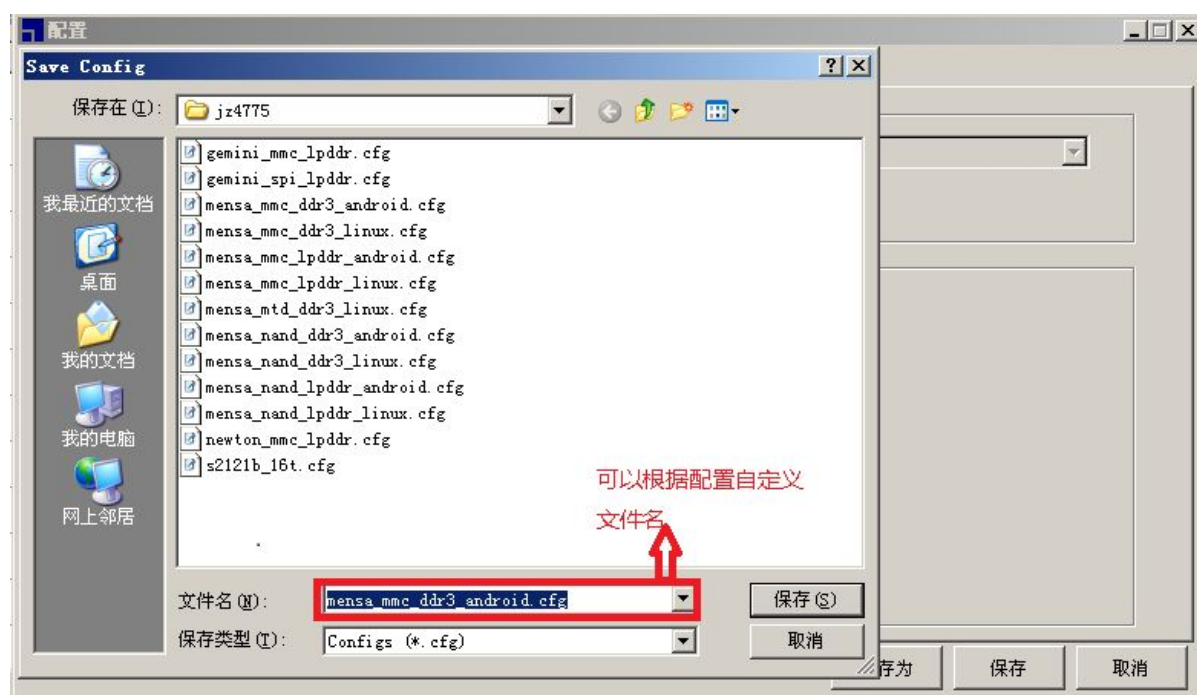 配置
Save Config
保存在(I):
jz4775
我最近的文档
桌面
我的文档
我的电脑
网上邻居
gemini_mmc_lpddr.cfg
gemini_spi_lpddr.cfg
mensa_mmc_ddr3_android.cfg
mensa_mmc_ddr3_linux.cfg
mensa_mmc_lpddr_android.cfg
mensa_mmc_lpddr_linux.cfg
mensa_mtd_ddr3_linux.cfg
mensa_nand_ddr3_android.cfg
mensa_nand_ddr3_linux.cfg
mensa_nand_lpddr_android.cfg
mensa_nand_lpddr_linux.cfg
newton_mmc_lpddr.cfg
s2121b_16t.cfg
可以根据配置自定义
文件名
文件名(N):
mensa_mmc_ddr3_android.cfg
保存(S)
保存类型(T):
Configs (*.cfg)
取消
存为
保存
取消